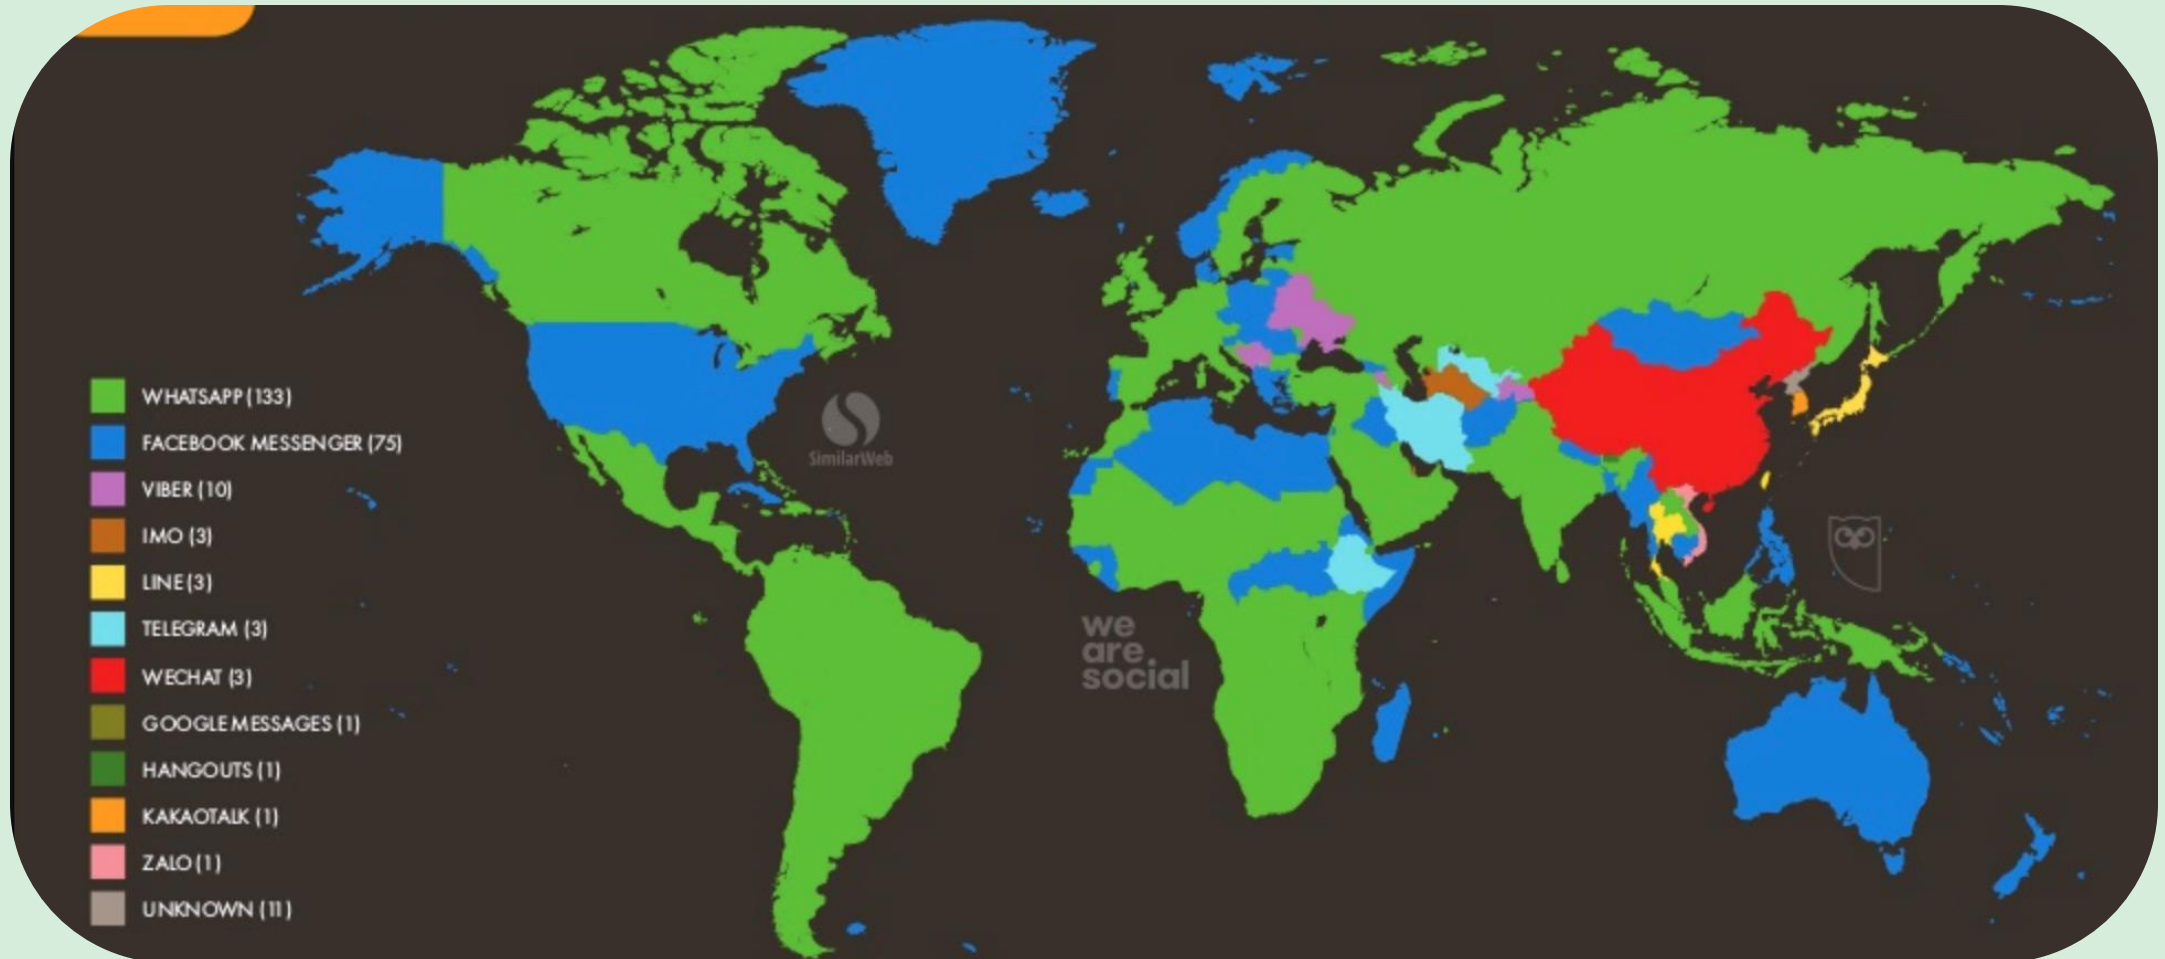 WHATSAPP (133)
FACEBOOK MESSENGER (75)
VIBER (10)
IMO (3)
LINE (3)
TELEGRAM (3)
WECHAT (3)
GOOGLE MESSAGES (1)
HANGOUTS (1)
KAKAOTALK (1)
ZALO (1)
UNKNOWN (11)
SimilarWeb
we
are
social